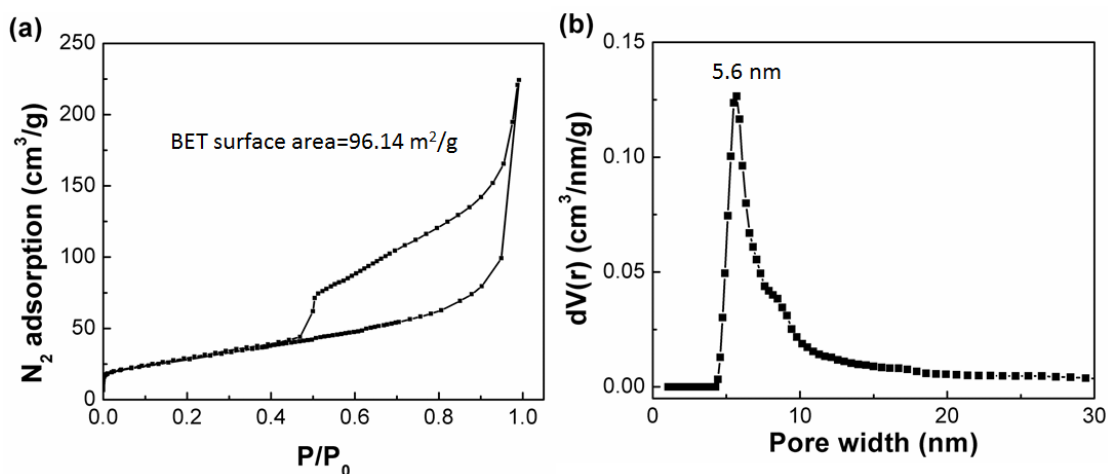 (a)
250
200
150
100
50
0
N₂ adsorption (cm³/g)
BET surface area=96.14 m²/g
0.0 0.2 0.4 0.6 0.8 1.0
P/P₀
(b)
0.15
0.10
0.05
0.00
dV(r) (cm³/nm/g)
5.6 nm
0 10 20 30
Pore width (nm)